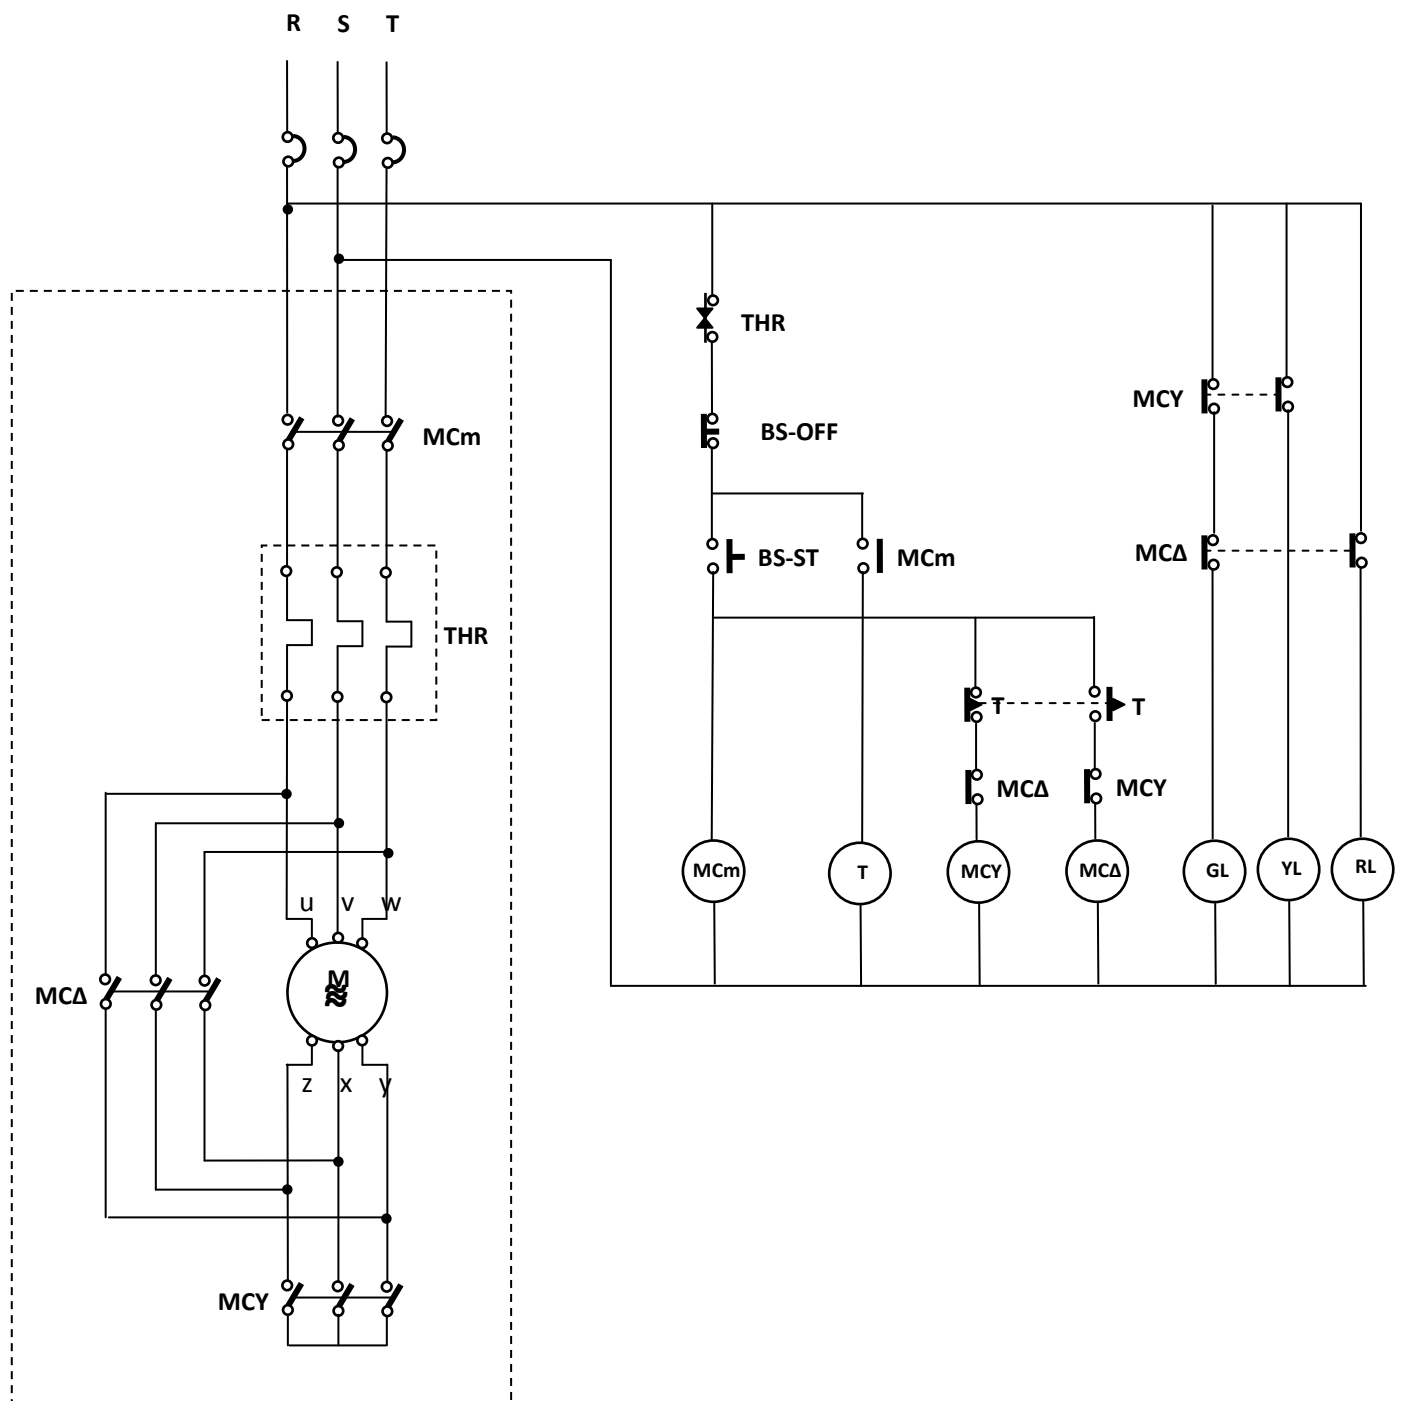 R S T
THR
MCY
BS-OFF
MCm
BS-ST MCm
MCΔ
THR
T T
MCΔ MCY
MCm T MCY MCΔ GL YL RL
u v w
M
MCΔ
z x y
MCY